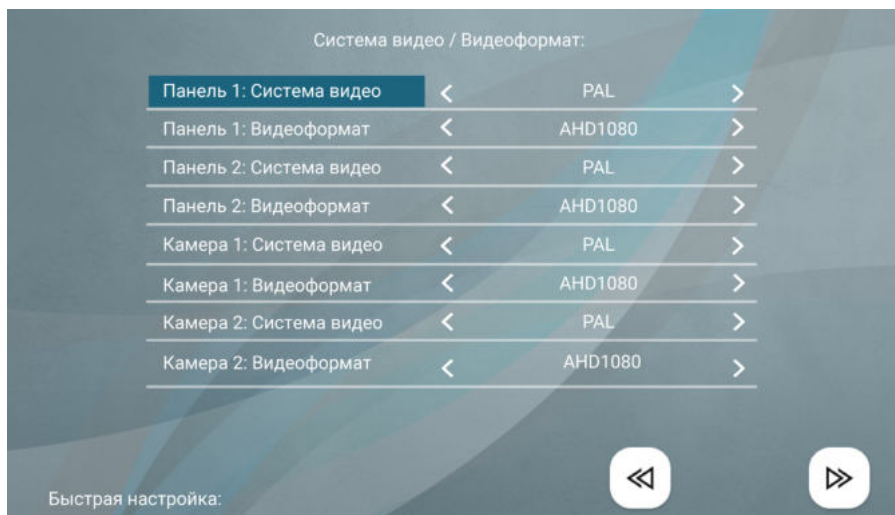 Система видео / Видеоформат:
Панель 1: Система видео < PAL >
Панель 1: Видеоформат < AHD1080 >
Панель 2: Система видео < PAL >
Панель 2: Видеоформат < AHD1080 >
Камера 1: Система видео < PAL >
Камера 1: Видеоформат < AHD1080 >
Камера 2: Система видео < PAL >
Камера 2: Видеоформат < AHD1080 >
Быстрая настройка: